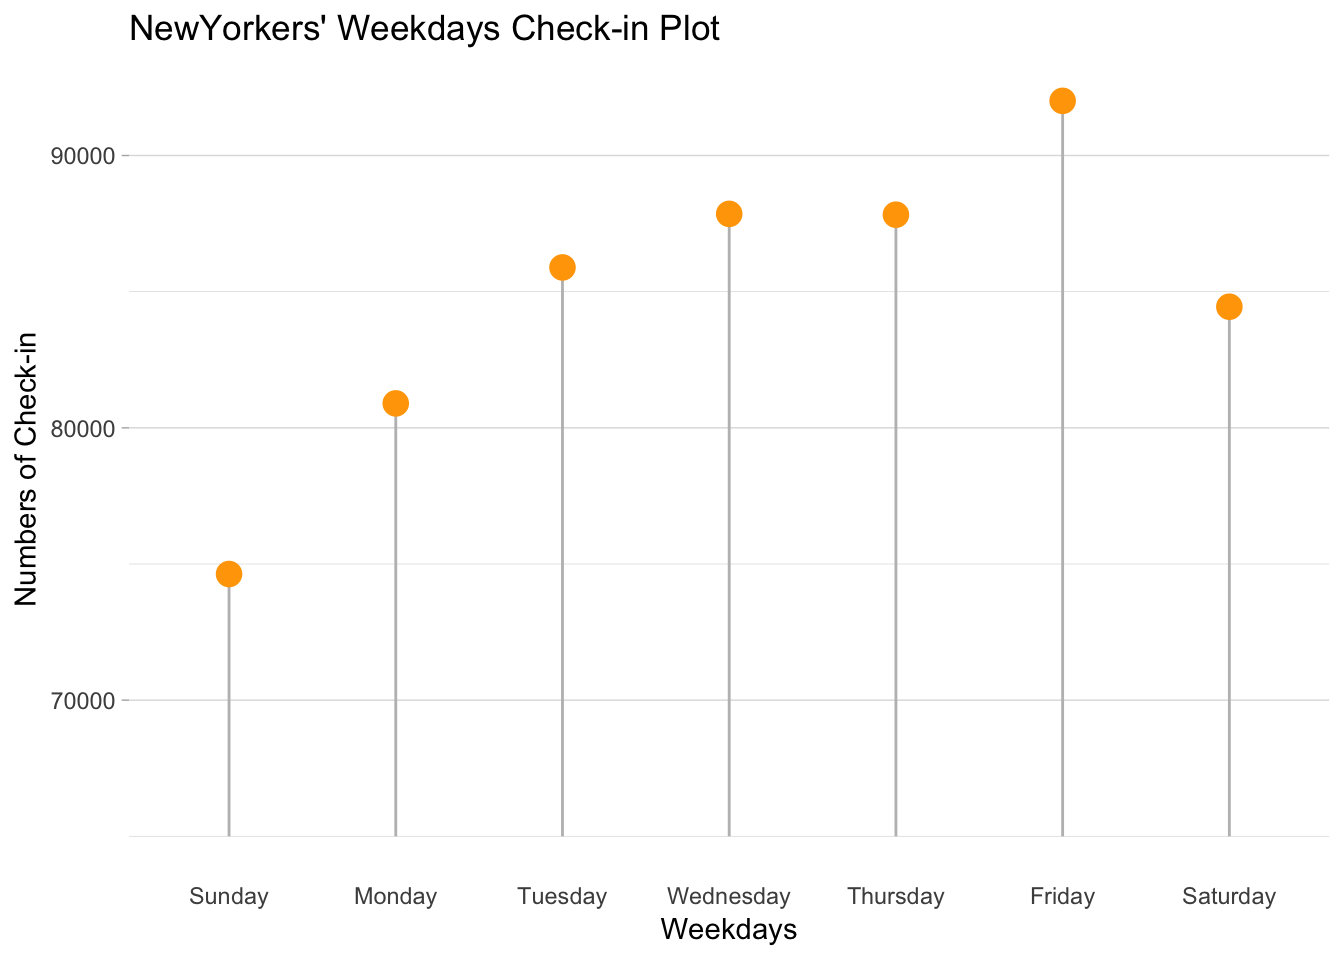 NewYorkers' Weekdays Check-in Plot
Numbers of Check-in
90000
80000
70000
Sunday Monday Tuesday Wednesday Thursday Friday Saturday
Weekdays